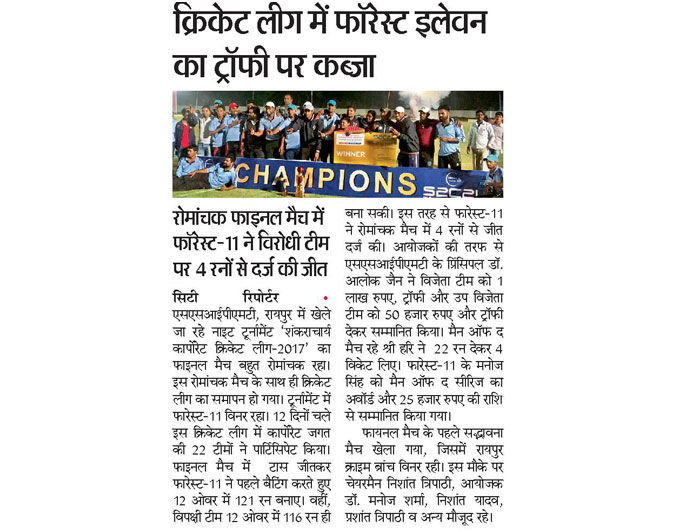 क्रिकेट लीग में फॉरेस्ट इलेवन
का ट्रॉफी पर कब्जा
WINNER
CHAMPIONS
रोमांचक फाइनल मैच में
फॉरेस्ट-11 ने विरोधी टीम
पर 4 रनों से दर्ज की जीत
सिटी रिपोर्टर •
एसएसआईपीएमटी, रायपुर में खेले
जा रहे नाइट टूर्नामेंट 'शंकराचार्य
कार्पोरेट क्रिकेट लीग-2017' का
फाइनल मैच बहुत रोमांचक रहा।
इस रोमांचक मैच के साथ ही क्रिकेट
लीग का समापन हो गया। टूर्नामेंट में
फारेस्ट-11 विनर रहा। 12 दिनों चले
इस क्रिकेट लीग में कार्पोरेट जगत
की 22 टीमों ने पार्टिसिपेट किया।
फाइनल मैच में टास जीतकर
फारेस्ट-11 ने पहले बैटिंग करते हुए
12 ओवर में 121 रन बनाए। वहीं,
विपक्षी टीम 12 ओवर में 116 रन ही
बना सकी। इस तरह से फारेस्ट-11
ने रोमांचक मैच में 4 रनों से जीत
दर्ज की। आयोजकों की तरफ से
एसएसआईपीएमटी के प्रिंसिपल डॉ.
आलोक जैन ने विजेता टीम को 1
लाख रुपए, ट्रॉफी और उप विजेता
टीम को 50 हजार रुपए और ट्रॉफी
देकर सम्मानित किया। मैन ऑफ द
मैच रहे श्री हरि ने 22 रन देकर 4
विकेट लिए। फारेस्ट-11 के मनोज
सिंह को मैन ऑफ द सीरिज का
अवॉर्ड और 25 हजार रुपए की राशि
से सम्मानित किया गया।
फायनल मैच के पहले सद्भावना
मैच खेला गया, जिसमें रायपुर
क्राइम ब्रांच विनर रही। इस मौके पर
चेयरमैन निशांत त्रिपाठी, आयोजक
डॉ. मनोज शर्मा, निशांत यादव,
प्रशांत त्रिपाठी व अन्य मौजूद रहे।